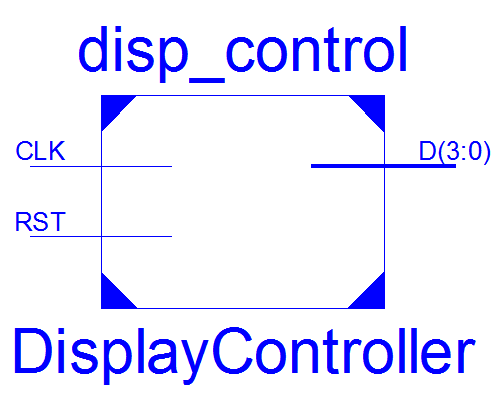 disp_control
CLK
D(3:0)
RST
DisplayController